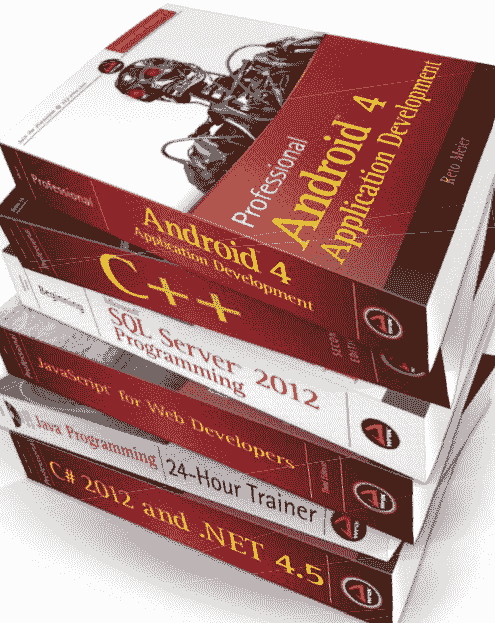 Professional
Android 4
Application Development
Reto Meier
Professional
Android 4
Application Development
C++
Beginning
SQL Server 2012
Programming
JavaScript for Web Developers
Java Programming
24-Hour Trainer
C# 2012 and .NET 4.5